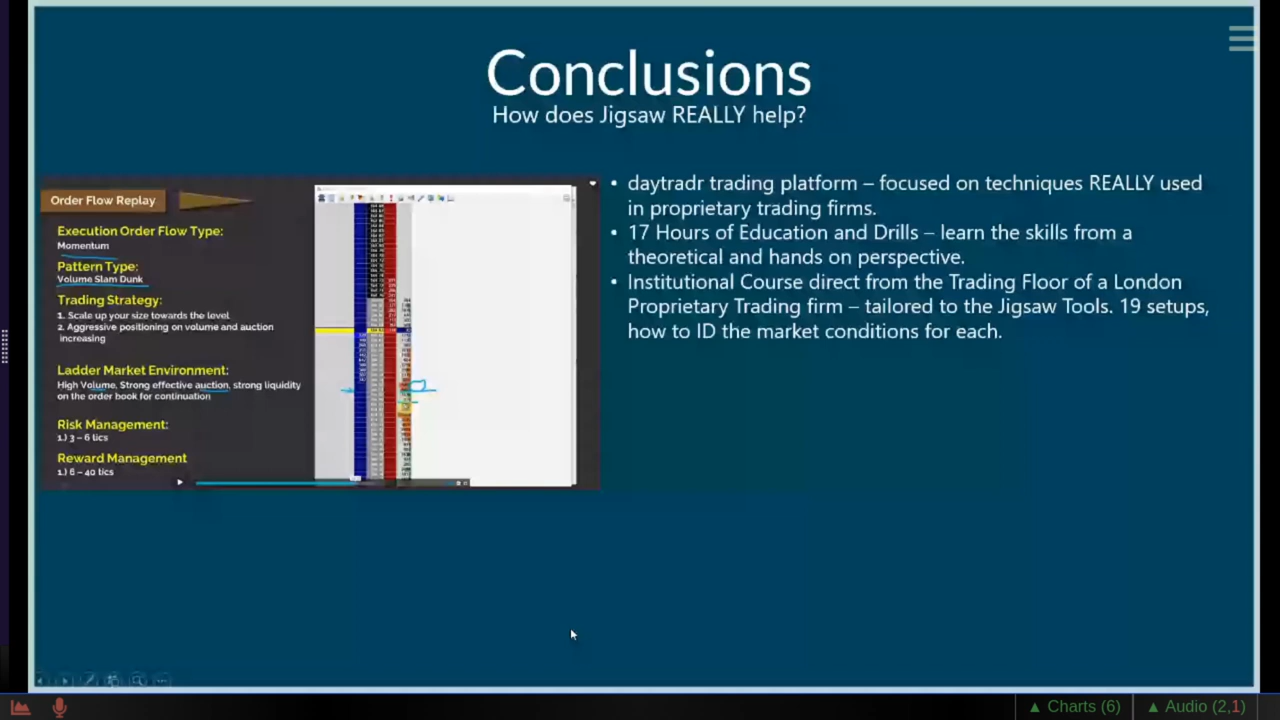 Conclusions
How does Jigsaw REALLY help?
Order Flow Replay
Execution Order Flow Type:
Momentum
Pattern Type:
Volume Slam Dunk
Trading Strategy:
1. Scale up your size towards the level
2. Aggressive positioning on volume and auction
increasing
Ladder Market Environment:
High Volume, Strong effective auction, strong liquidity
on the order book for continuation
Risk Management:
1.) 3 – 6 tics
Reward Management
1.) 6 – 40 tics
• daytradr trading platform – focused on techniques REALLY used
in proprietary trading firms.
• 17 Hours of Education and Drills – learn the skills from a
theoretical and hands on perspective.
• Institutional Course direct from the Trading Floor of a London
Proprietary Trading firm – tailored to the Jigsaw Tools. 19 setups,
how to ID the market conditions for each.
▲ Charts (6)
▲ Audio (2,1)